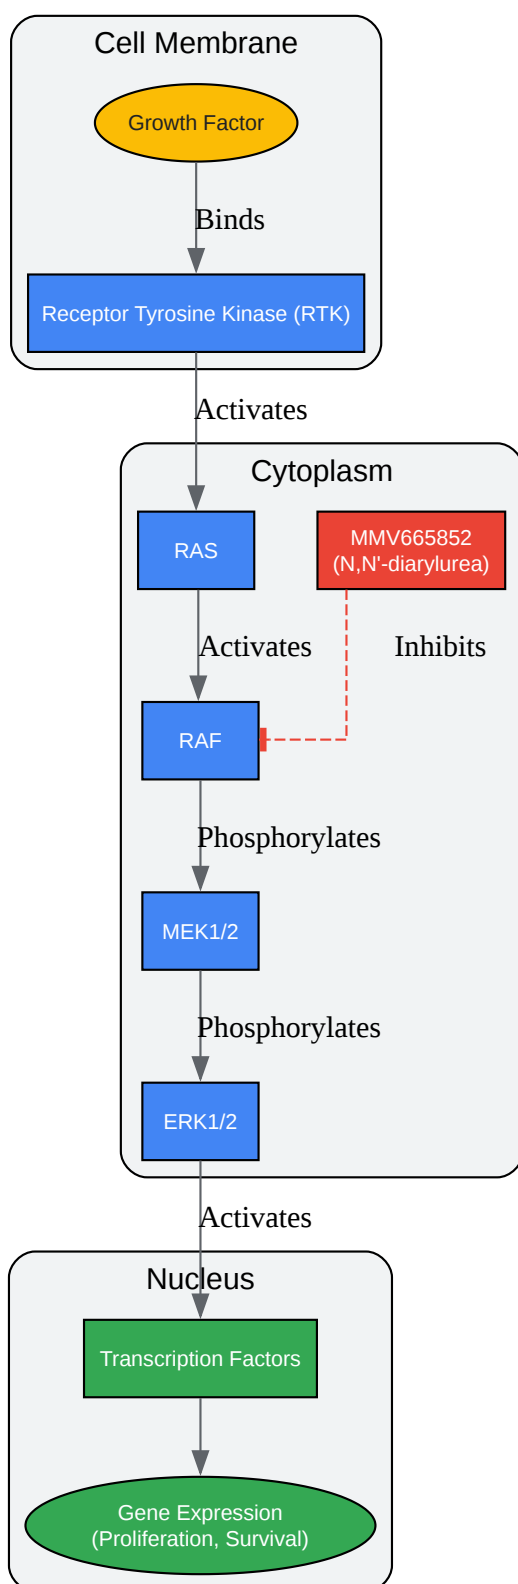 Cell Membrane
Growth Factor
Binds
Receptor Tyrosine Kinase (RTK)
Activates
Cytoplasm
RAS
MMV665852
(N,N'-diarylurea)
Activates
Inhibits
RAF
Phosphorylates
MEK1/2
Phosphorylates
ERK1/2
Activates
Nucleus
Transcription Factors
Gene Expression
(Proliferation, Survival)